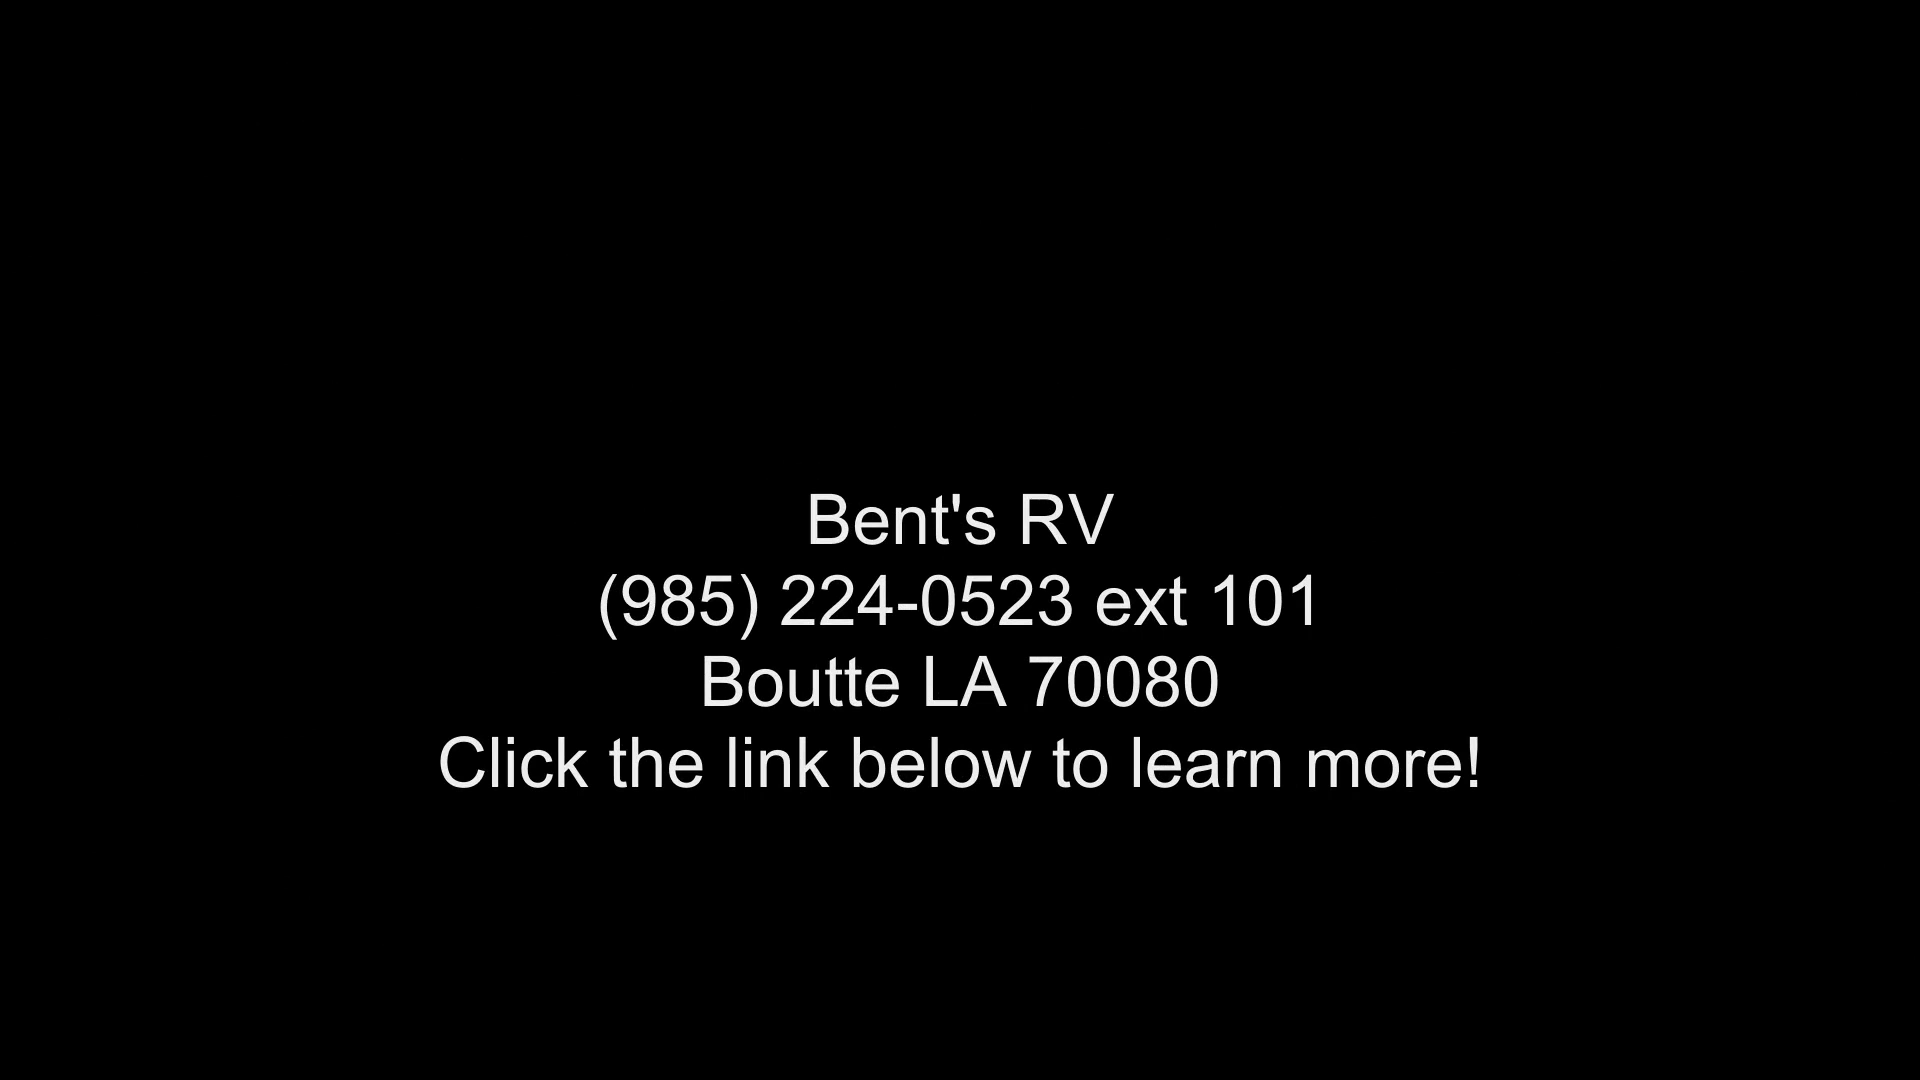 Bent's RV
(985) 224-0523 ext 101
Boutte LA 70080
Click the link below to learn more!